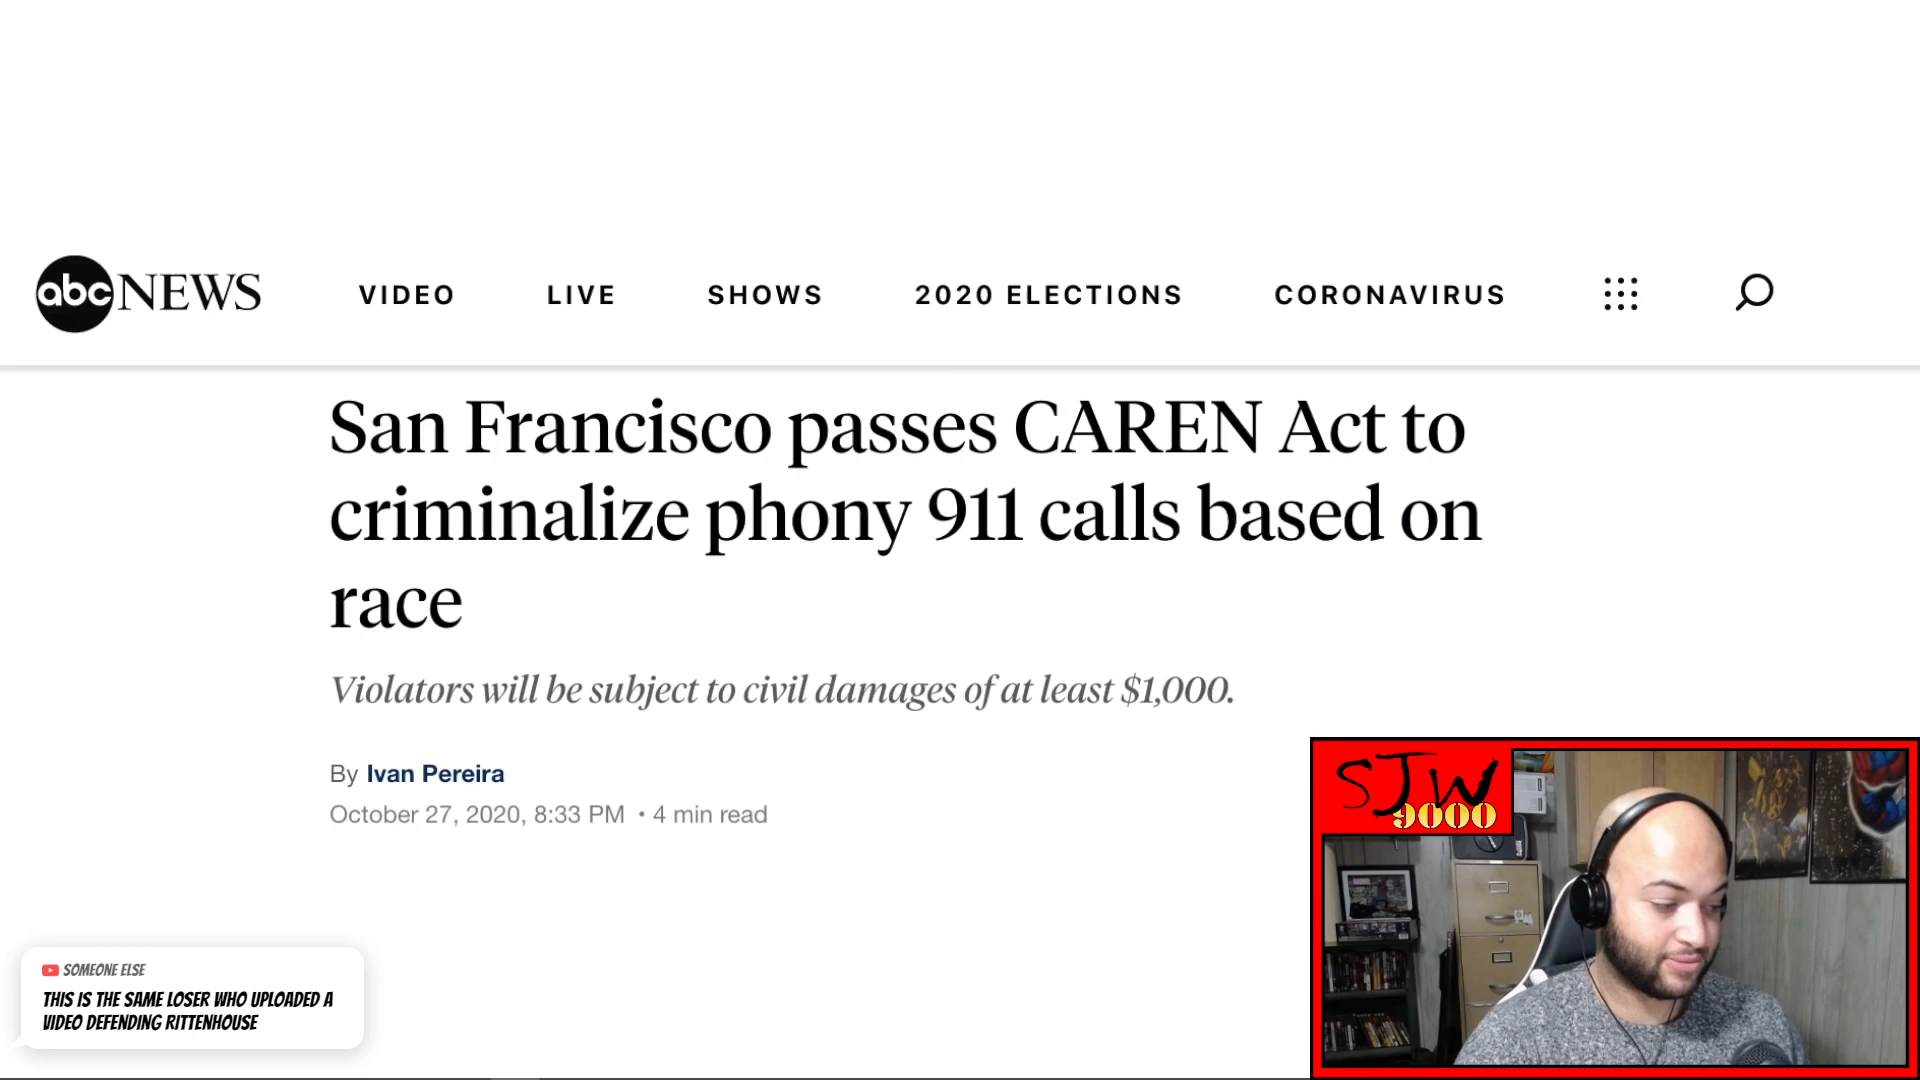 abc NEWS
VIDEO
LIVE
SHOWS
2020 ELECTIONS
CORONAVIRUS
San Francisco passes CAREN Act to
criminalize phony 911 calls based on
race
Violators will be subject to civil damages of at least $1,000.
By Ivan Pereira
October 27, 2020, 8:33 PM • 4 min read
SJW
9000
SOMEONE ELSE
THIS IS THE SAME LOSER WHO UPLOADED A
VIDEO DEFENDING RITTENHOUSE